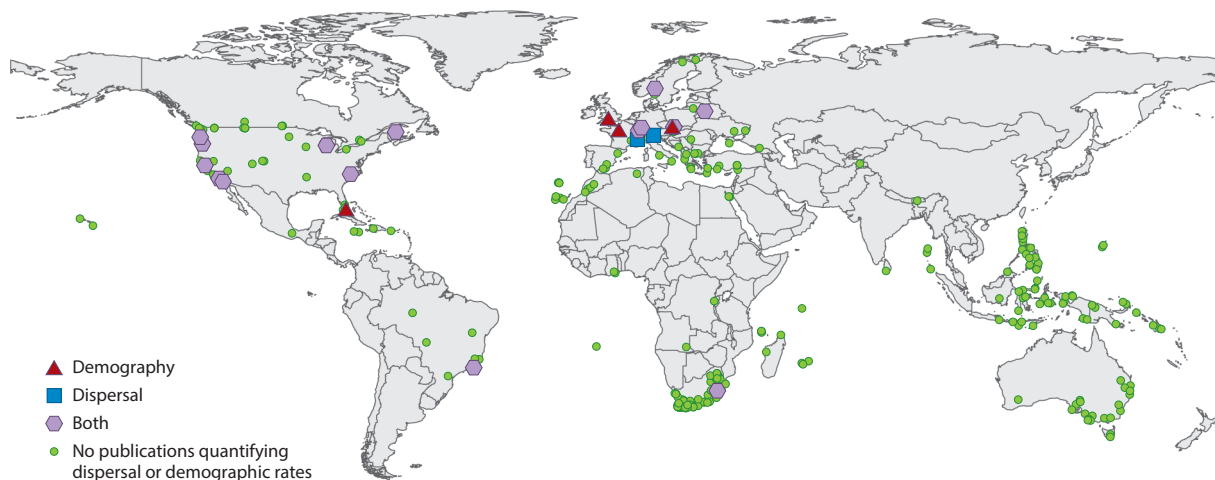 Demography
Dispersal
Both
No publications quantifying
dispersal or demographic rates